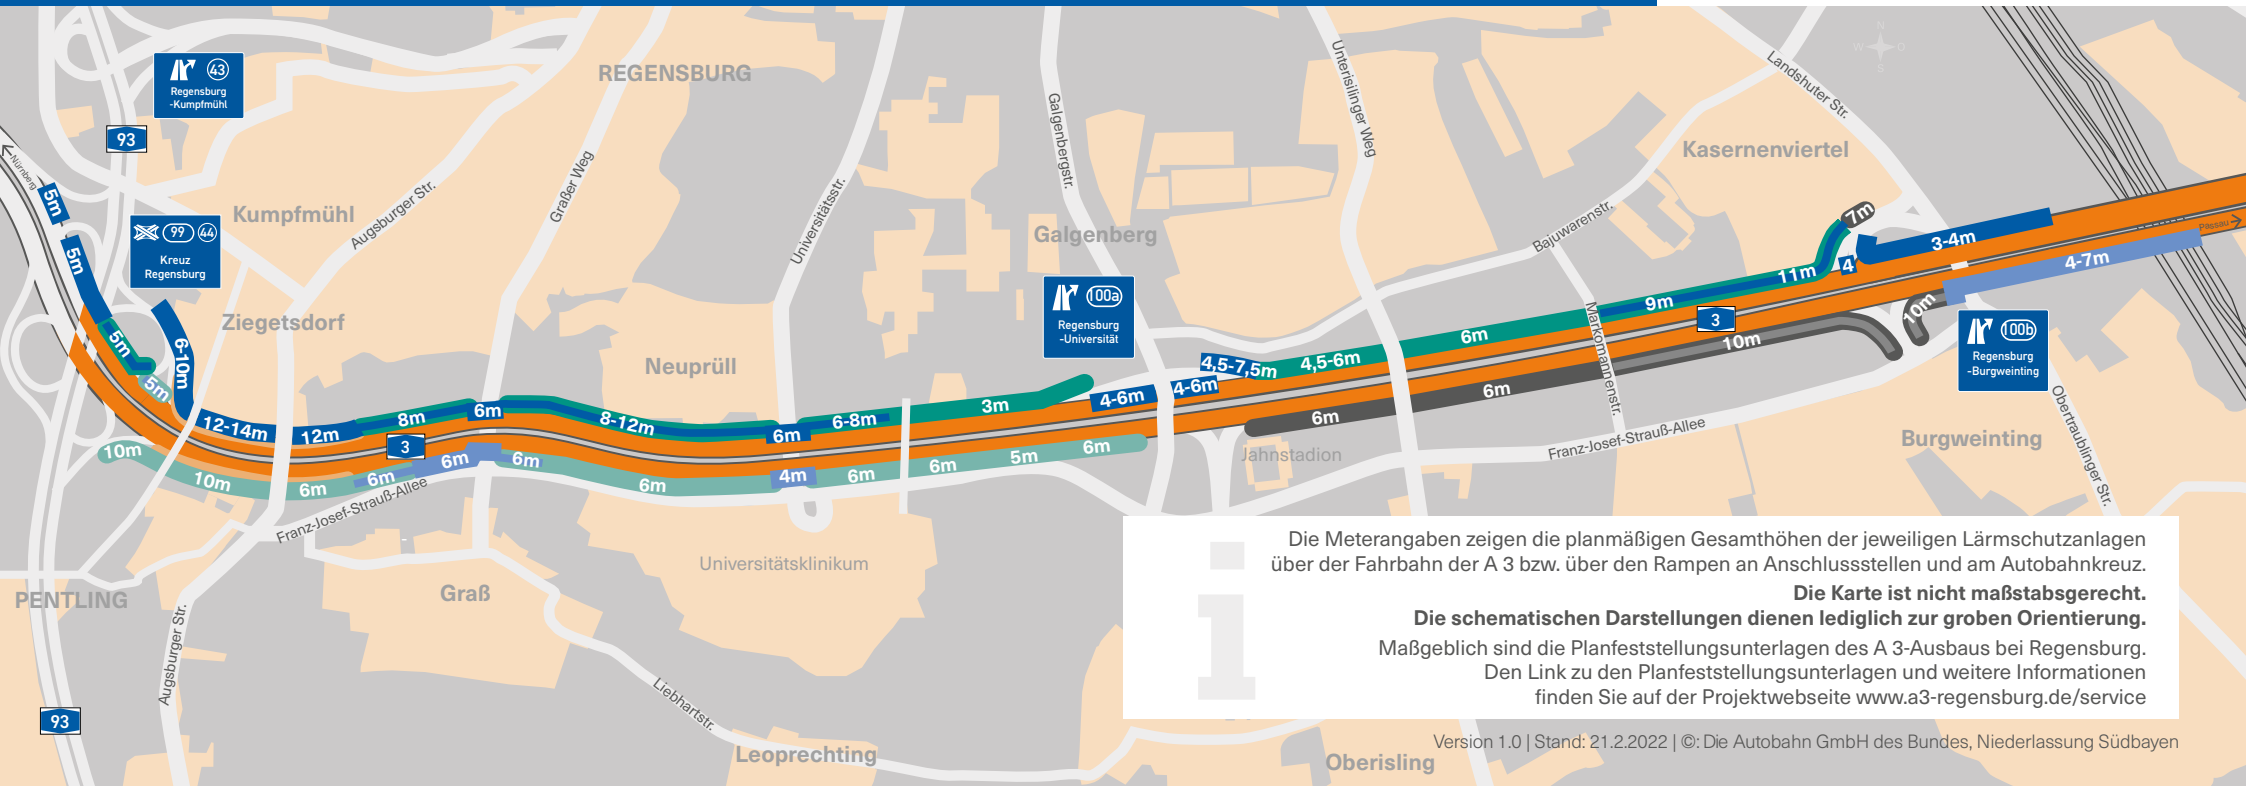 N
W
O
S
43
Regensburg
-Kumpfmühl
93
REGENSBURG
Graßer Weg
Galgenbergstr.
Unterislinger Weg
Landshuter Str.
Kasernenviertel
Nürnberg
Kumpfmühl
Augsburger Str.
Universitätsstr.
Galgenberg
Bajuwarenstr.
Passau
99
44
Kreuz
Regensburg
Ziegetsdorf
Neuprüll
100a
Regensburg
-Universität
Markomannenstr.
3
100b
Regensburg
-Burgweinting
5m
5m
5m
5m
6-10m
12-14m
12m
8m
6m
8-12m
6m
6-8m
3m
4-6m
4-6m
4,5-7,5m
4,5-6m
6m
9m
11m
4
7m
3-4m
4-7m
10m
10m
6m
6m
10m
10m
6m
6m
6m
6m
6m
4m
6m
6m
5m
6m
3
Jahnstadion
Franz-Josef-Strauß-Allee
Franz-Josef-Strauß-Allee
Burgweinting
Obertraublinger Str.
PENTLING
Graß
Universitätsklinikum
Augsburger Str.
93
Liebhartstr.
Leoprechting
Oberisling
i
Die Meterangaben zeigen die planmäßigen Gesamthöhen der jeweiligen Lärmschutzanlagen
über der Fahrbahn der A 3 bzw. über den Rampen an Anschlussstellen und am Autobahnkreuz.
Die Karte ist nicht maßstabsgerecht.
Die schematischen Darstellungen dienen lediglich zur groben Orientierung.
Maßgeblich sind die Planfeststellungsunterlagen des A 3-Ausbaus bei Regensburg.
Den Link zu den Planfeststellungsunterlagen und weitere Informationen
finden Sie auf der Projektwebseite www.a3-regensburg.de/service
Version 1.0 | Stand: 21.2.2022 | ©: Die Autobahn GmbH des Bundes, Niederlassung Südbayen